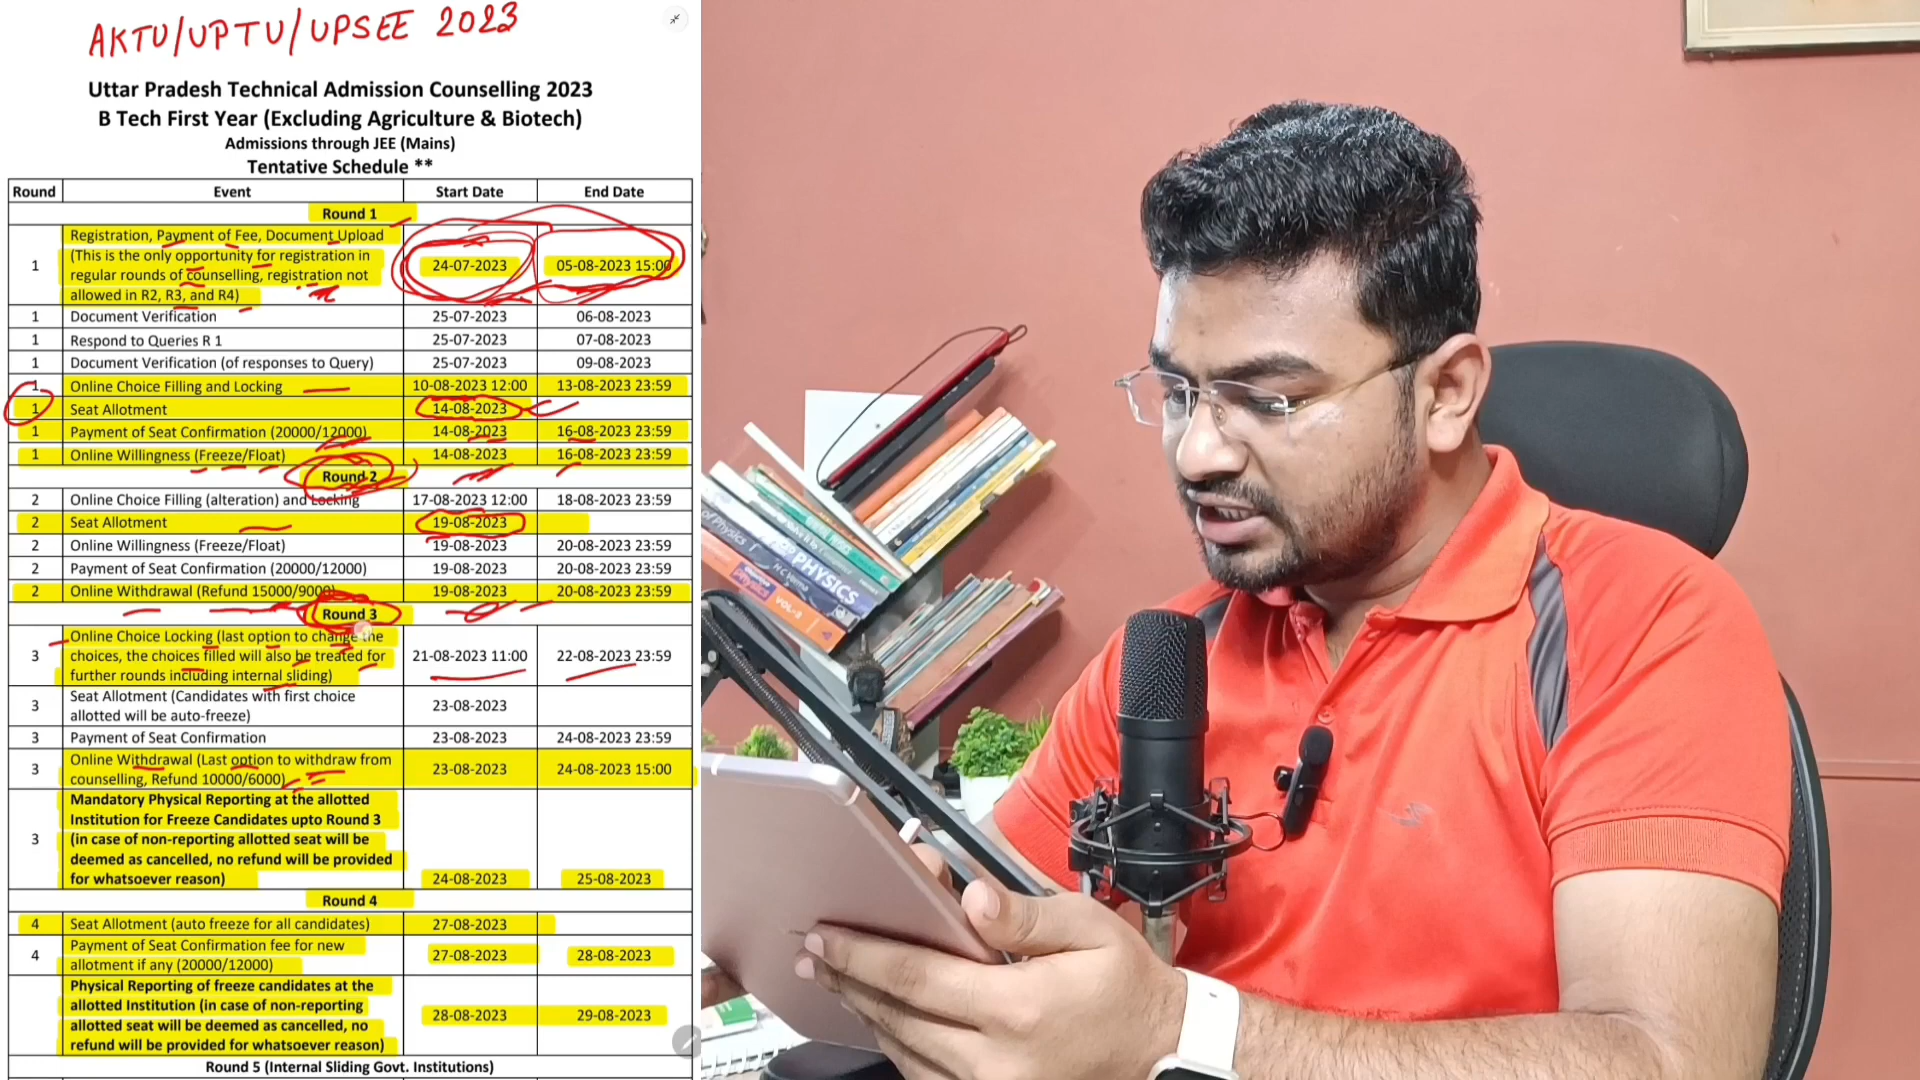 AKTU/UPTU/UPSEE 2023
Uttar Pradesh Technical Admission Counselling 2023
B Tech First Year (Excluding Agriculture & Biotech)
Admissions through JEE (Mains)
Tentative Schedule **
Round Event Start Date End Date
Round 1
1 Registration, Payment of Fee, Document Upload
(This is the only opportunity for registration in
regular rounds of counselling, registration not
allowed in R2, R3, and R4) 24-07-2023 05-08-2023 15:00
1 Document Verification 25-07-2023 06-08-2023
1 Respond to Queries R 1 25-07-2023 07-08-2023
1 Document Verification (of responses to Query) 25-07-2023 09-08-2023
1 Online Choice Filling and Locking 10-08-2023 12:00 13-08-2023 23:59
1 Seat Allotment 14-08-2023
1 Payment of Seat Confirmation (20000/12000) 14-08-2023 16-08-2023 23:59
1 Online Willingness (Freeze/Float) 14-08-2023 16-08-2023 23:59
Round 2
2 Online Choice Filling (alteration) and Locking 17-08-2023 12:00 18-08-2023 23:59
2 Seat Allotment 19-08-2023
2 Online Willingness (Freeze/Float) 19-08-2023 20-08-2023 23:59
2 Payment of Seat Confirmation (20000/12000) 19-08-2023 20-08-2023 23:59
2 Online Withdrawal (Refund 15000/9000) 19-08-2023 20-08-2023 23:59
Round 3
3 Online Choice Locking (last option to change the
choices, the choices filled will also be treated for
further rounds including internal sliding) 21-08-2023 11:00 22-08-2023 23:59
3 Seat Allotment (Candidates with first choice
allotted will be auto-freeze) 23-08-2023
3 Payment of Seat Confirmation 23-08-2023 24-08-2023 23:59
3 Online Withdrawal (Last option to withdraw from
counselling, Refund 10000/6000) 23-08-2023 24-08-2023 15:00
3 Mandatory Physical Reporting at the allotted
Institution for Freeze Candidates upto Round 3
(in case of non-reporting allotted seat will be
deemed as cancelled, no refund will be provided
for whatsoever reason) 24-08-2023 25-08-2023
Round 4
4 Seat Allotment (auto freeze for all candidates) 27-08-2023
4 Payment of Seat Confirmation fee for new
allotment if any (20000/12000) 27-08-2023 28-08-2023
Physical Reporting of freeze candidates at the
allotted Institution (in case of non-reporting
allotted seat will be deemed as cancelled, no
refund will be provided for whatsoever reason) 28-08-2023 29-08-2023
Round 5 (Internal Sliding Govt. Institutions)
of Physics 1
PHYSICS
H C Verma
PHYSICS
VOL-II